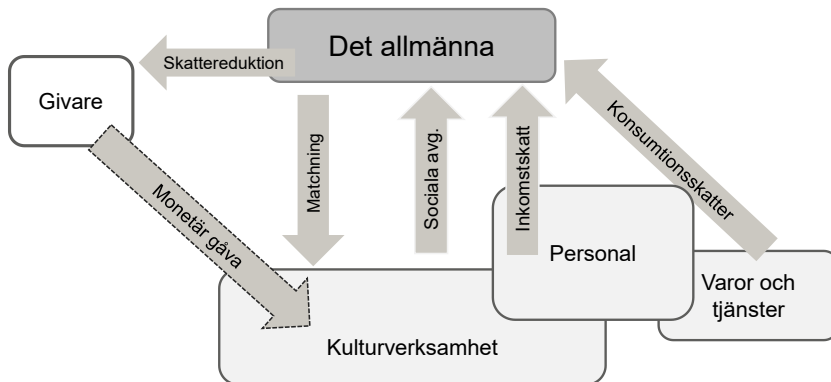 Det allmänna
Skattereduktion
Givare
Matchning
Sociala avg.
Inkomstskatt
Konsumtionsskatter
Monetär gåva
Personal
Varor och
tjänster
Kulturverksamhet